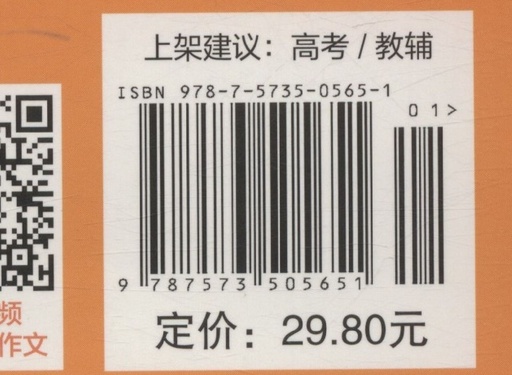 上架建议：高考 / 教辅
ISBN 978-7-5735-0565-1
01>
9 787573 505651
定价：29.80元
频
作文